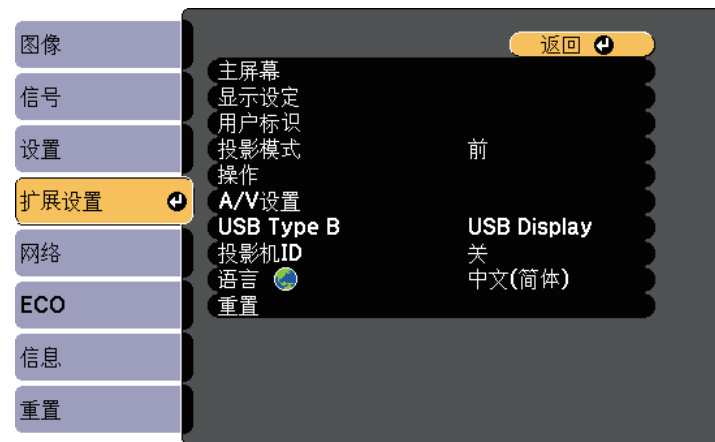 图像
信号
设置
扩展设置
网络
ECO
信息
重置
返回
主屏幕
显示设定
用户标识
投影模式 前
操作
A/V设置
USB Type B USB Display
投影机ID 关
语言 中文(简体)
重置